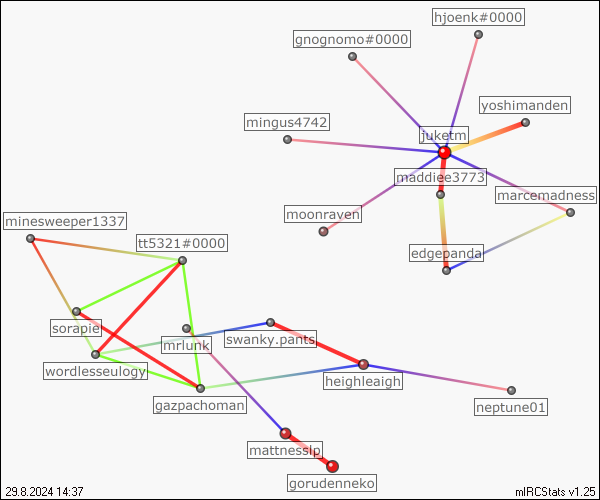 hjoenk#0000
gnognomo#0000
yoshimanden
mingus4742
juketm
maddiee3773
marcemadness
moonraven
minesweeper1337
tt5321#0000
edgepanda
sorapie
mrlunk
swanky.pants
wordlesseulogy
heighleaigh
gazpachoman
neptune01
mattnesslp
gorudenneko
29.8.2024 14:37
mIRCStats v1.25